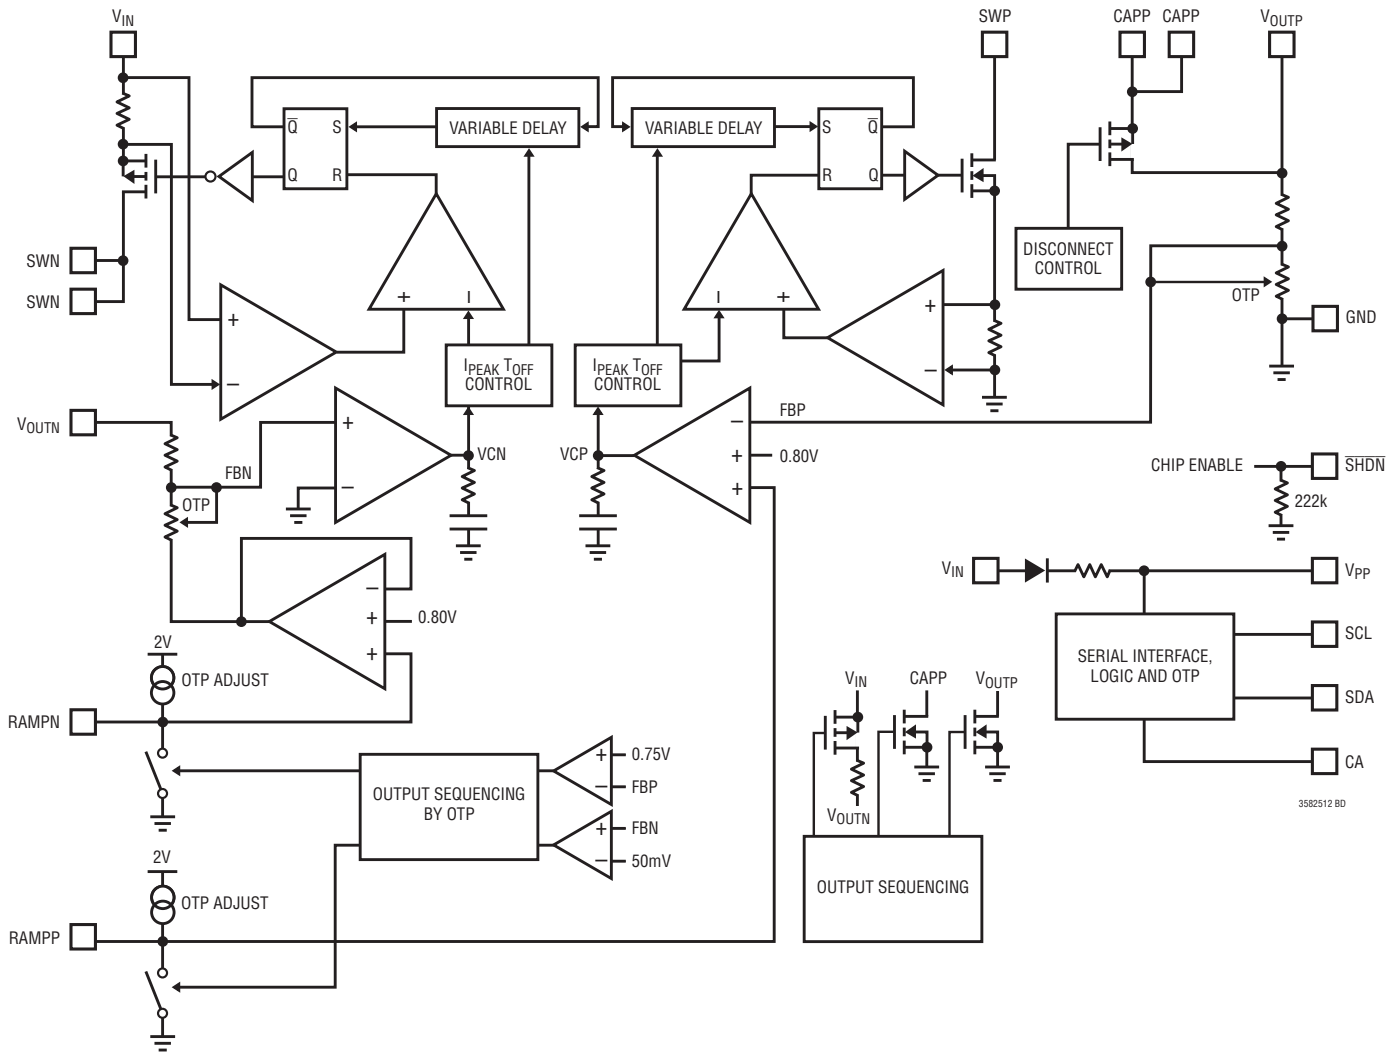 VIN
SWP
CAPP
CAPP
VOUTP
Q̅
S
VARIABLE DELAY
Q
R
VARIABLE DELAY
S
Q̅
R
Q
SWN
SWN
DISCONNECT
CONTROL
OTP
GND
+
−
+
−
−
+
+
−
IPEAK TOFF
CONTROL
IPEAK TOFF
CONTROL
VOUTN
FBN
OTP
+
−
VCN
VCP
−
+
+
FBP
0.80V
CHIP ENABLE
S̅H̅D̅N̅
222k
VIN
VPP
−
+
+
0.80V
2V
OTP ADJUST
RAMPN
SERIAL INTERFACE,
LOGIC AND OTP
SCL
SDA
CA
VIN
CAPP
VOUTP
VOUTN
OUTPUT SEQUENCING
OUTPUT SEQUENCING
BY OTP
+
0.75V
−
FBP
+
FBN
−
50mV
2V
OTP ADJUST
RAMPP
3582512 BD